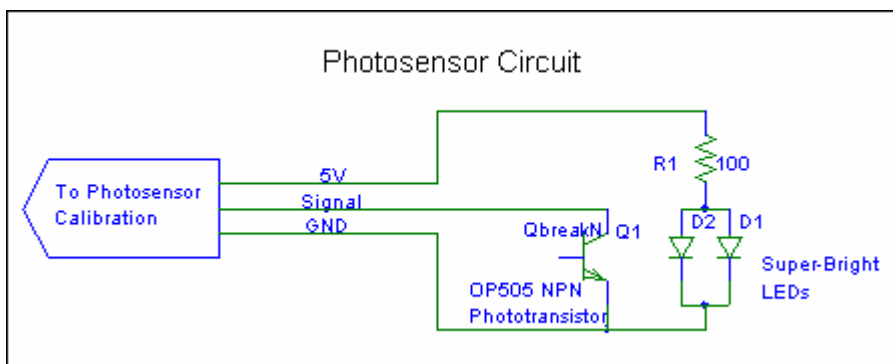 Photosensor Circuit
5V
R1 100
To Photosensor
Calibration
Signal
GND
D2 D1
QbreakN Q1
Super-Bright
LEDs
OP505 NPN
Phototransistor